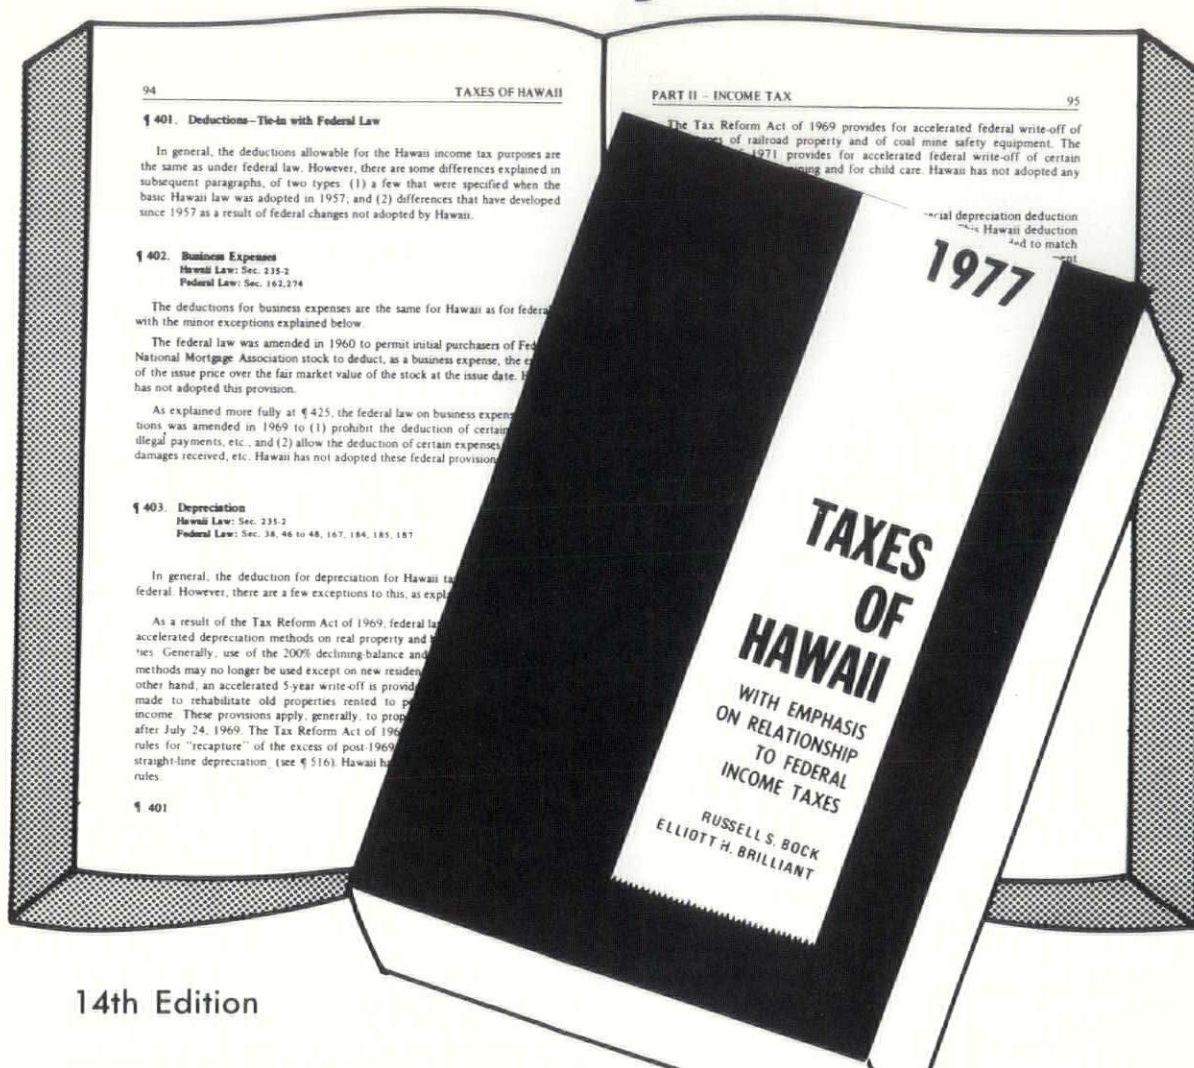 94 TAXES OF HAWAII
¶ 401. Deductions—Tie-in with Federal Law
In general, the deductions allowable for the Hawaii income tax purposes are
the same as under federal law. However, there are some differences explained in
subsequent paragraphs, of two types: (1) a few that were specified when the
basic Hawaii law was adopted in 1957, and (2) differences that have developed
since 1957 as a result of federal changes not adopted by Hawaii.
¶ 402. Business Expenses
Hawaii Law: Sec. 235-2
Federal Law: Sec. 162,274
The deductions for business expenses are the same for Hawaii as for federal
with the minor exceptions explained below.
The federal law was amended in 1960 to permit initial purchasers of Fed
National Mortgage Association stock to deduct, as a business expense, the e
of the issue price over the fair market value of the stock at the issue date. H
has not adopted this provision.
As explained more fully at ¶ 425, the federal law on business expens
tions was amended in 1969 to (1) prohibit the deduction of certain
illegal payments, etc., and (2) allow the deduction of certain expenses
damages received, etc. Hawaii has not adopted these federal provision
¶ 403. Depreciation
Hawaii Law: Sec. 235-2
Federal Law: Sec. 38, 46 to 48, 167, 184, 185, 187
In general, the deduction for depreciation for Hawaii ta
federal. However, there are a few exceptions to this, as expla
As a result of the Tax Reform Act of 1969, federal la
accelerated depreciation methods on real property and
ties. Generally, use of the 200% declining-balance and
methods may no longer be used except on new residen
other hand, an accelerated 5-year write-off is provid
made to rehabilitate old properties rented to p
income. These provisions apply, generally, to prop
after July 24, 1969. The Tax Reform Act of 196
rules for "recapture" of the excess of post-1969
straight-line depreciation (see ¶ 516). Hawaii ha
rules.
¶ 401
PART II – INCOME TAX 95
The Tax Reform Act of 1969 provides for accelerated federal write-off of
of railroad property and of coal mine safety equipment. The
1971 provides for accelerated federal write-off of certain
ning and for child care. Hawaii has not adopted any
cial depreciation deduction
Hawaii deduction
to match
1977
TAXES
OF
HAWAII
WITH EMPHASIS
ON RELATIONSHIP
TO FEDERAL
INCOME TAXES
RUSSELL S. BOCK
ELLIOTT H. BRILLIANT
14th Edition